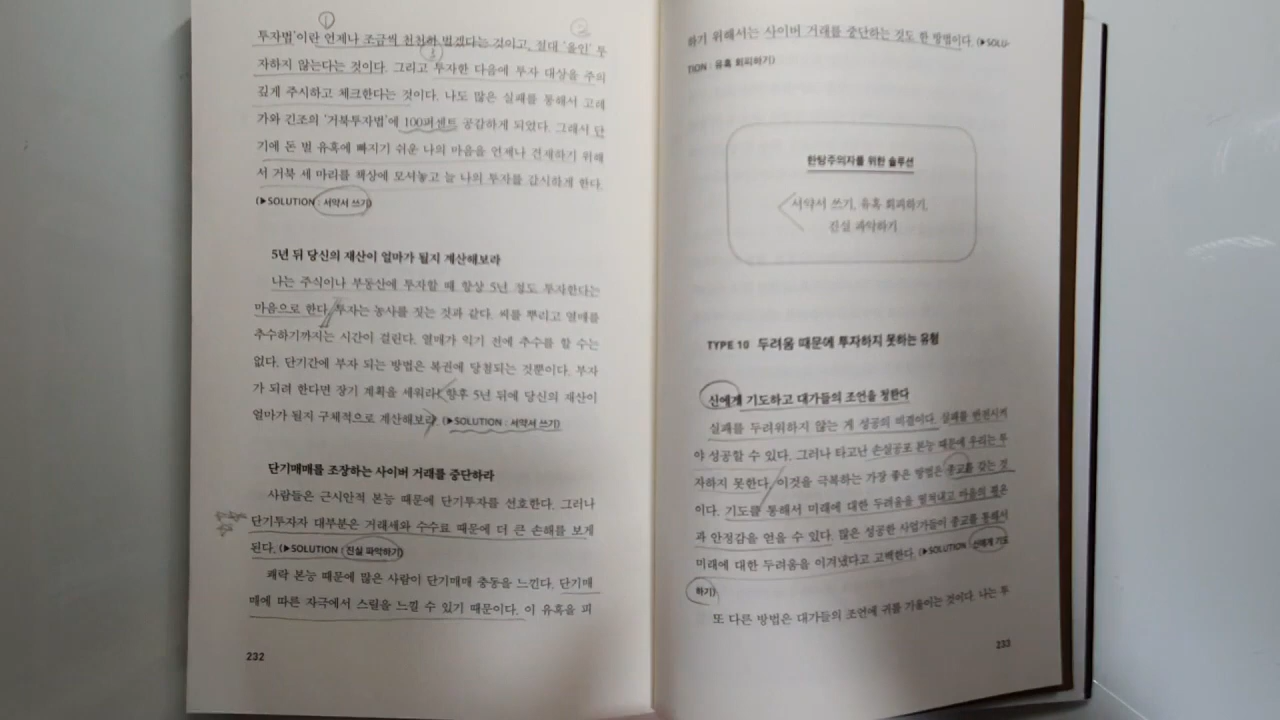 투자법'이란 언제나 조금씩 천천히 벌겠다는 것이고, 절대 '올인' 투
자하지 않는다는 것이다. 그리고 투자한 다음에 투자 대상을 주의
깊게 주시하고 체크한다는 것이다. 나도 많은 실패를 통해서 고레
가와 긴조의 '거북투자법'에 100퍼센트 공감하게 되었다. 그래서 단
기에 돈 벌 유혹에 빠지기 쉬운 나의 마음을 언제나 견제하기 위해
서 거북 세 마리를 책상에 모셔놓고 늘 나의 투자를 감시하게 한다.
(▶SOLUTION : 서약서 쓰기)
5년 뒤 당신의 재산이 얼마가 될지 계산해보라
나는 주식이나 부동산에 투자할 때 항상 5년 정도 투자한다는
마음으로 한다. 투자는 농사를 짓는 것과 같다. 씨를 뿌리고 열매를
추수하기까지는 시간이 걸린다. 열매가 익기 전에 추수를 할 수는
없다. 단기간에 부자 되는 방법은 복권에 당첨되는 것뿐이다. 부자
가 되려 한다면 장기 계획을 세워라. 향후 5년 뒤에 당신의 재산이
얼마가 될지 구체적으로 계산해보라. (▶SOLUTION : 서약서 쓰기)
단기매매를 조장하는 사이버 거래를 중단하라
사람들은 근시안적 본능 때문에 단기투자를 선호한다. 그러나
단기투자자 대부분은 거래세와 수수료 때문에 더 큰 손해를 보게
된다. (▶SOLUTION : 진실 파악하기)
쾌락 본능 때문에 많은 사람이 단기매매 충동을 느낀다. 단기매
매에 따른 자극에서 스릴을 느낄 수 있기 때문이다. 이 유혹을 피
232
하기 위해서는 사이버 거래를 중단하는 것도 한 방법이다. (▶SOLU-
TION : 유혹 회피하기)
한탕주의자를 위한 솔루션
서약서 쓰기, 유혹 회피하기,
진실 파악하기
TYPE 10 두려움 때문에 투자하지 못하는 유형
신에게 기도하고 대가들의 조언을 청한다
실패를 두려워하지 않는 게 성공의 비결이다. 실패를 반전시켜
야 성공할 수 있다. 그러나 타고난 손실공포 본능 때문에 우리는 투
자하지 못한다. 이것을 극복하는 가장 좋은 방법은 종교를 갖는 것
이다. 기도를 통해서 미래에 대한 두려움을 떨쳐내고 마음의 평온
과 안정감을 얻을 수 있다. 많은 성공한 사업가들이 종교를 통해서
미래에 대한 두려움을 이겨냈다고 고백한다. (▶SOLUTION : 신에게 기도
하기)
또 다른 방법은 대가들의 조언에 귀를 기울이는 것이다. 나는 투
233